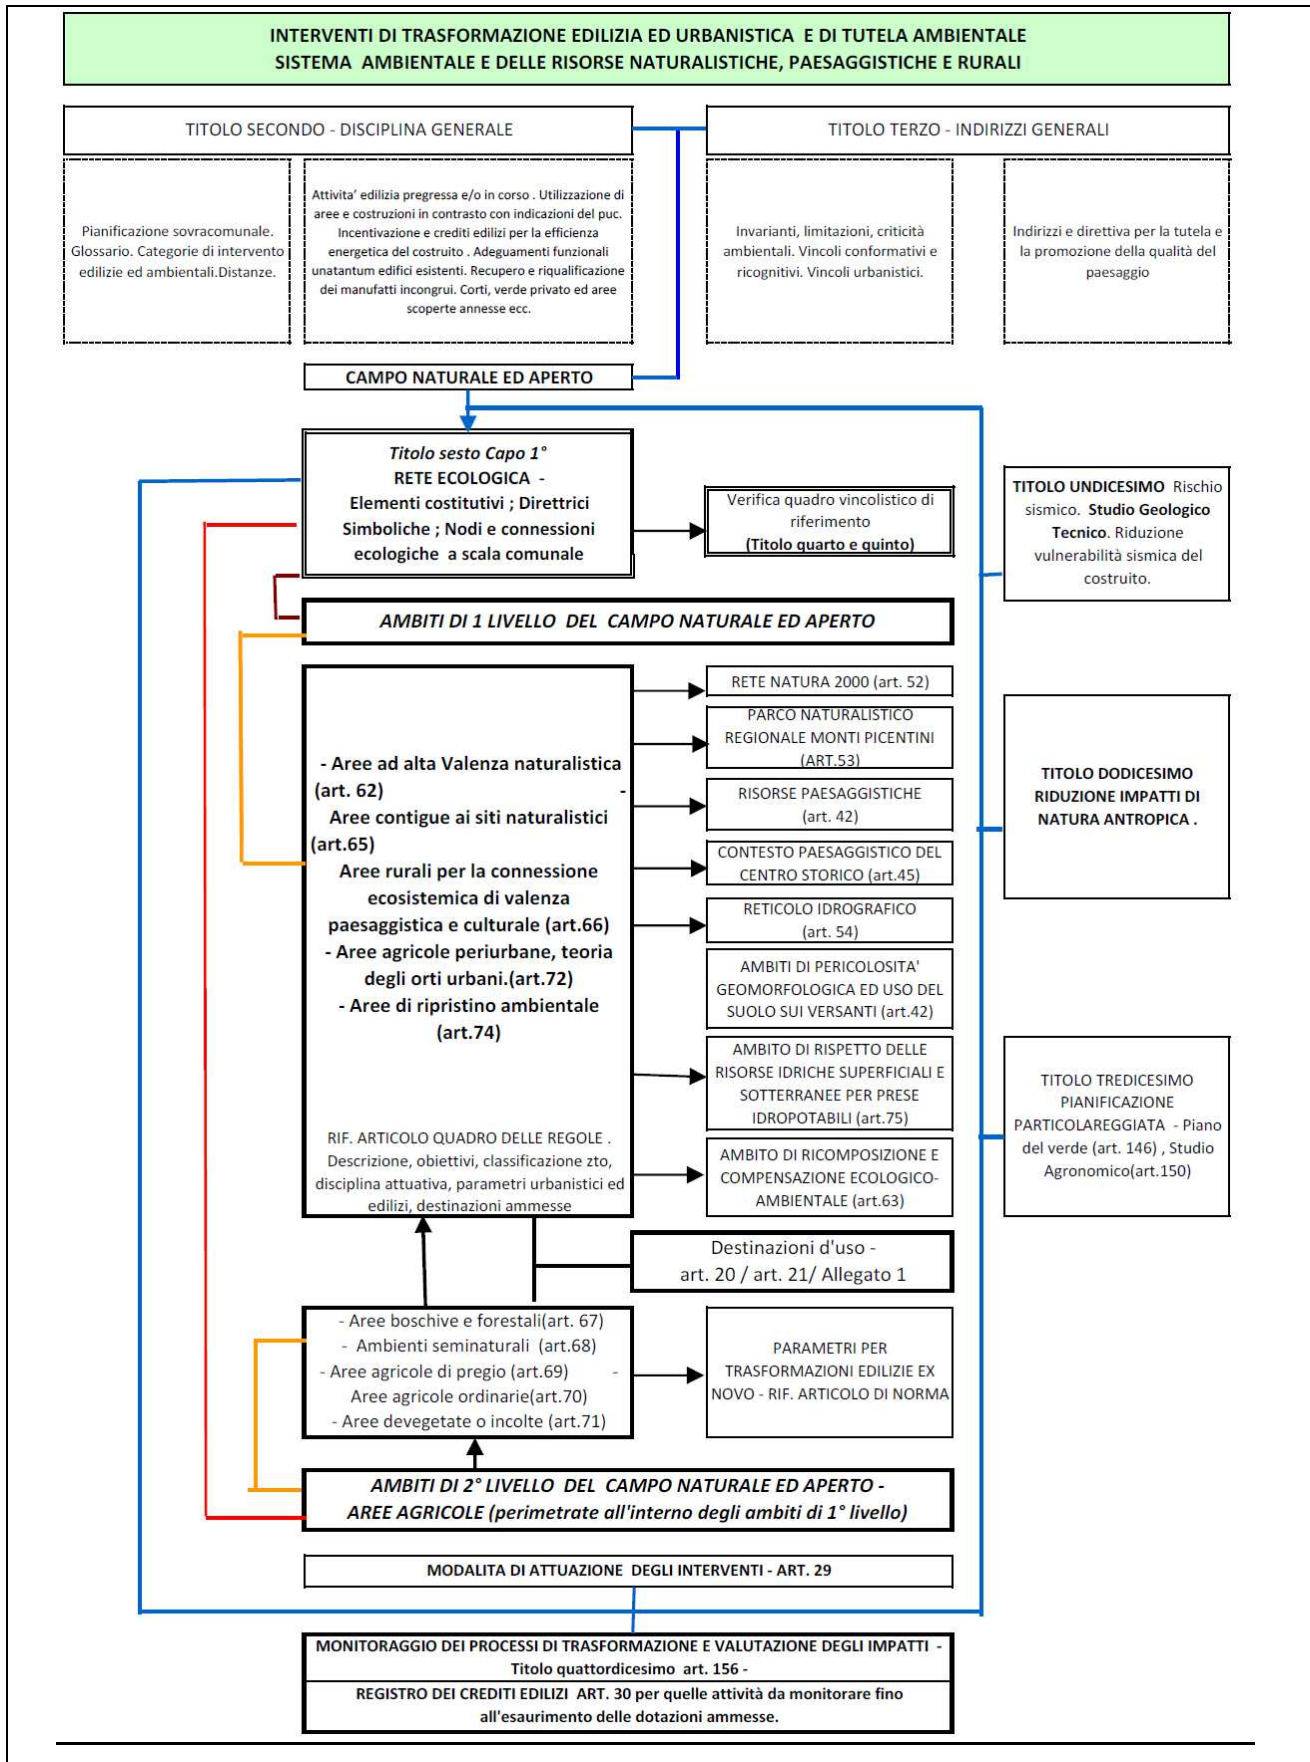 INTERVENTI DI TRASFORMAZIONE EDILIZIA ED URBANISTICA E DI TUTELA AMBIENTALE
SISTEMA AMBIENTALE E DELLE RISORSE NATURALISTICHE, PAESAGGISTICHE E RURALI
TITOLO SECONDO - DISCIPLINA GENERALE
TITOLO TERZO - INDIRIZZI GENERALI
Pianificazione sovracomunale.
Glossario. Categorie di intervento
edilizie ed ambientali.Distanze.
Attivita' edilizia pregressa e/o in corso . Utilizzazione di
aree e costruzioni in contrasto con indicazioni del puc.
Incentivazione e crediti edilizi per la efficienza
energetica del costruito . Adeguamenti funzionali
unatantum edifici esistenti. Recupero e riqualificazione
dei manufatti incongrui. Corti, verde privato ed aree
scoperte annesse ecc.
Invarianti, limitazioni, criticità
ambientali. Vincoli conformativi e
ricognitivi. Vincoli urbanistici.
Indirizzi e direttiva per la tutela e
la promozione della qualità del
paesaggio
CAMPO NATURALE ED APERTO
Titolo sesto Capo 1°
RETE ECOLOGICA -
Elementi costitutivi ; Direttrici
Simboliche ; Nodi e connessioni
ecologiche a scala comunale
Verifica quadro vincolistico di
riferimento
(Titolo quarto e quinto)
TITOLO UNDICESIMO Rischio
sismico. Studio Geologico
Tecnico. Riduzione
vulnerabilità sismica del
costruito.
AMBITI DI 1 LIVELLO DEL CAMPO NATURALE ED APERTO
- Aree ad alta Valenza naturalistica
(art. 62) -
Aree contigue ai siti naturalistici
(art.65)
Aree rurali per la connessione
ecosistemica di valenza
paesaggistica e culturale (art.66)
- Aree agricole periurbane, teoria
degli orti urbani.(art.72)
- Aree di ripristino ambientale
(art.74)
RIF. ARTICOLO QUADRO DELLE REGOLE .
Descrizione, obiettivi, classificazione zto,
disciplina attuativa, parametri urbanistici ed
edilizi, destinazioni ammesse
RETE NATURA 2000 (art. 52)
PARCO NATURALISTICO
REGIONALE MONTI PICENTINI
(ART.53)
RISORSE PAESAGGISTICHE
(art. 42)
CONTESTO PAESAGGISTICO DEL
CENTRO STORICO (art.45)
RETICOLO IDROGRAFICO
(art. 54)
AMBITI DI PERICOLOSITA'
GEOMORFOLOGICA ED USO DEL
SUOLO SUI VERSANTI (art.42)
AMBITO DI RISPETTO DELLE
RISORSE IDRICHE SUPERFICIALI E
SOTTERRANEE PER PRESE
IDROPOTABILI (art.75)
AMBITO DI RICOMPOSIZIONE E
COMPENSAZIONE ECOLOGICO-
AMBIENTALE (art.63)
TITOLO DODICESIMO
RIDUZIONE IMPATTI DI
NATURA ANTROPICA .
TITOLO TREDICESIMO
PIANIFICAZIONE
PARTICOLAREGGIATA - Piano
del verde (art. 146) , Studio
Agronomico(art.150)
Destinazioni d'uso -
art. 20 / art. 21/ Allegato 1
- Aree boschive e forestali(art. 67)
- Ambienti seminaturali (art.68)
- Aree agricole di pregio (art.69) -
Aree agricole ordinarie(art.70)
- Aree devegetate o incolte (art.71)
PARAMETRI PER
TRASFORMAZIONI EDILIZIE EX
NOVO - RIF. ARTICOLO DI NORMA
AMBITI DI 2° LIVELLO DEL CAMPO NATURALE ED APERTO -
AREE AGRICOLE (perimetrate all'interno degli ambiti di 1° livello)
MODALITA DI ATTUAZIONE DEGLI INTERVENTI - ART. 29
MONITORAGGIO DEI PROCESSI DI TRASFORMAZIONE E VALUTAZIONE DEGLI IMPATTI -
Titolo quattordicesimo art. 156 -
REGISTRO DEI CREDITI EDILIZI ART. 30 per quelle attività da monitorare fino
all'esaurimento delle dotazioni ammesse.